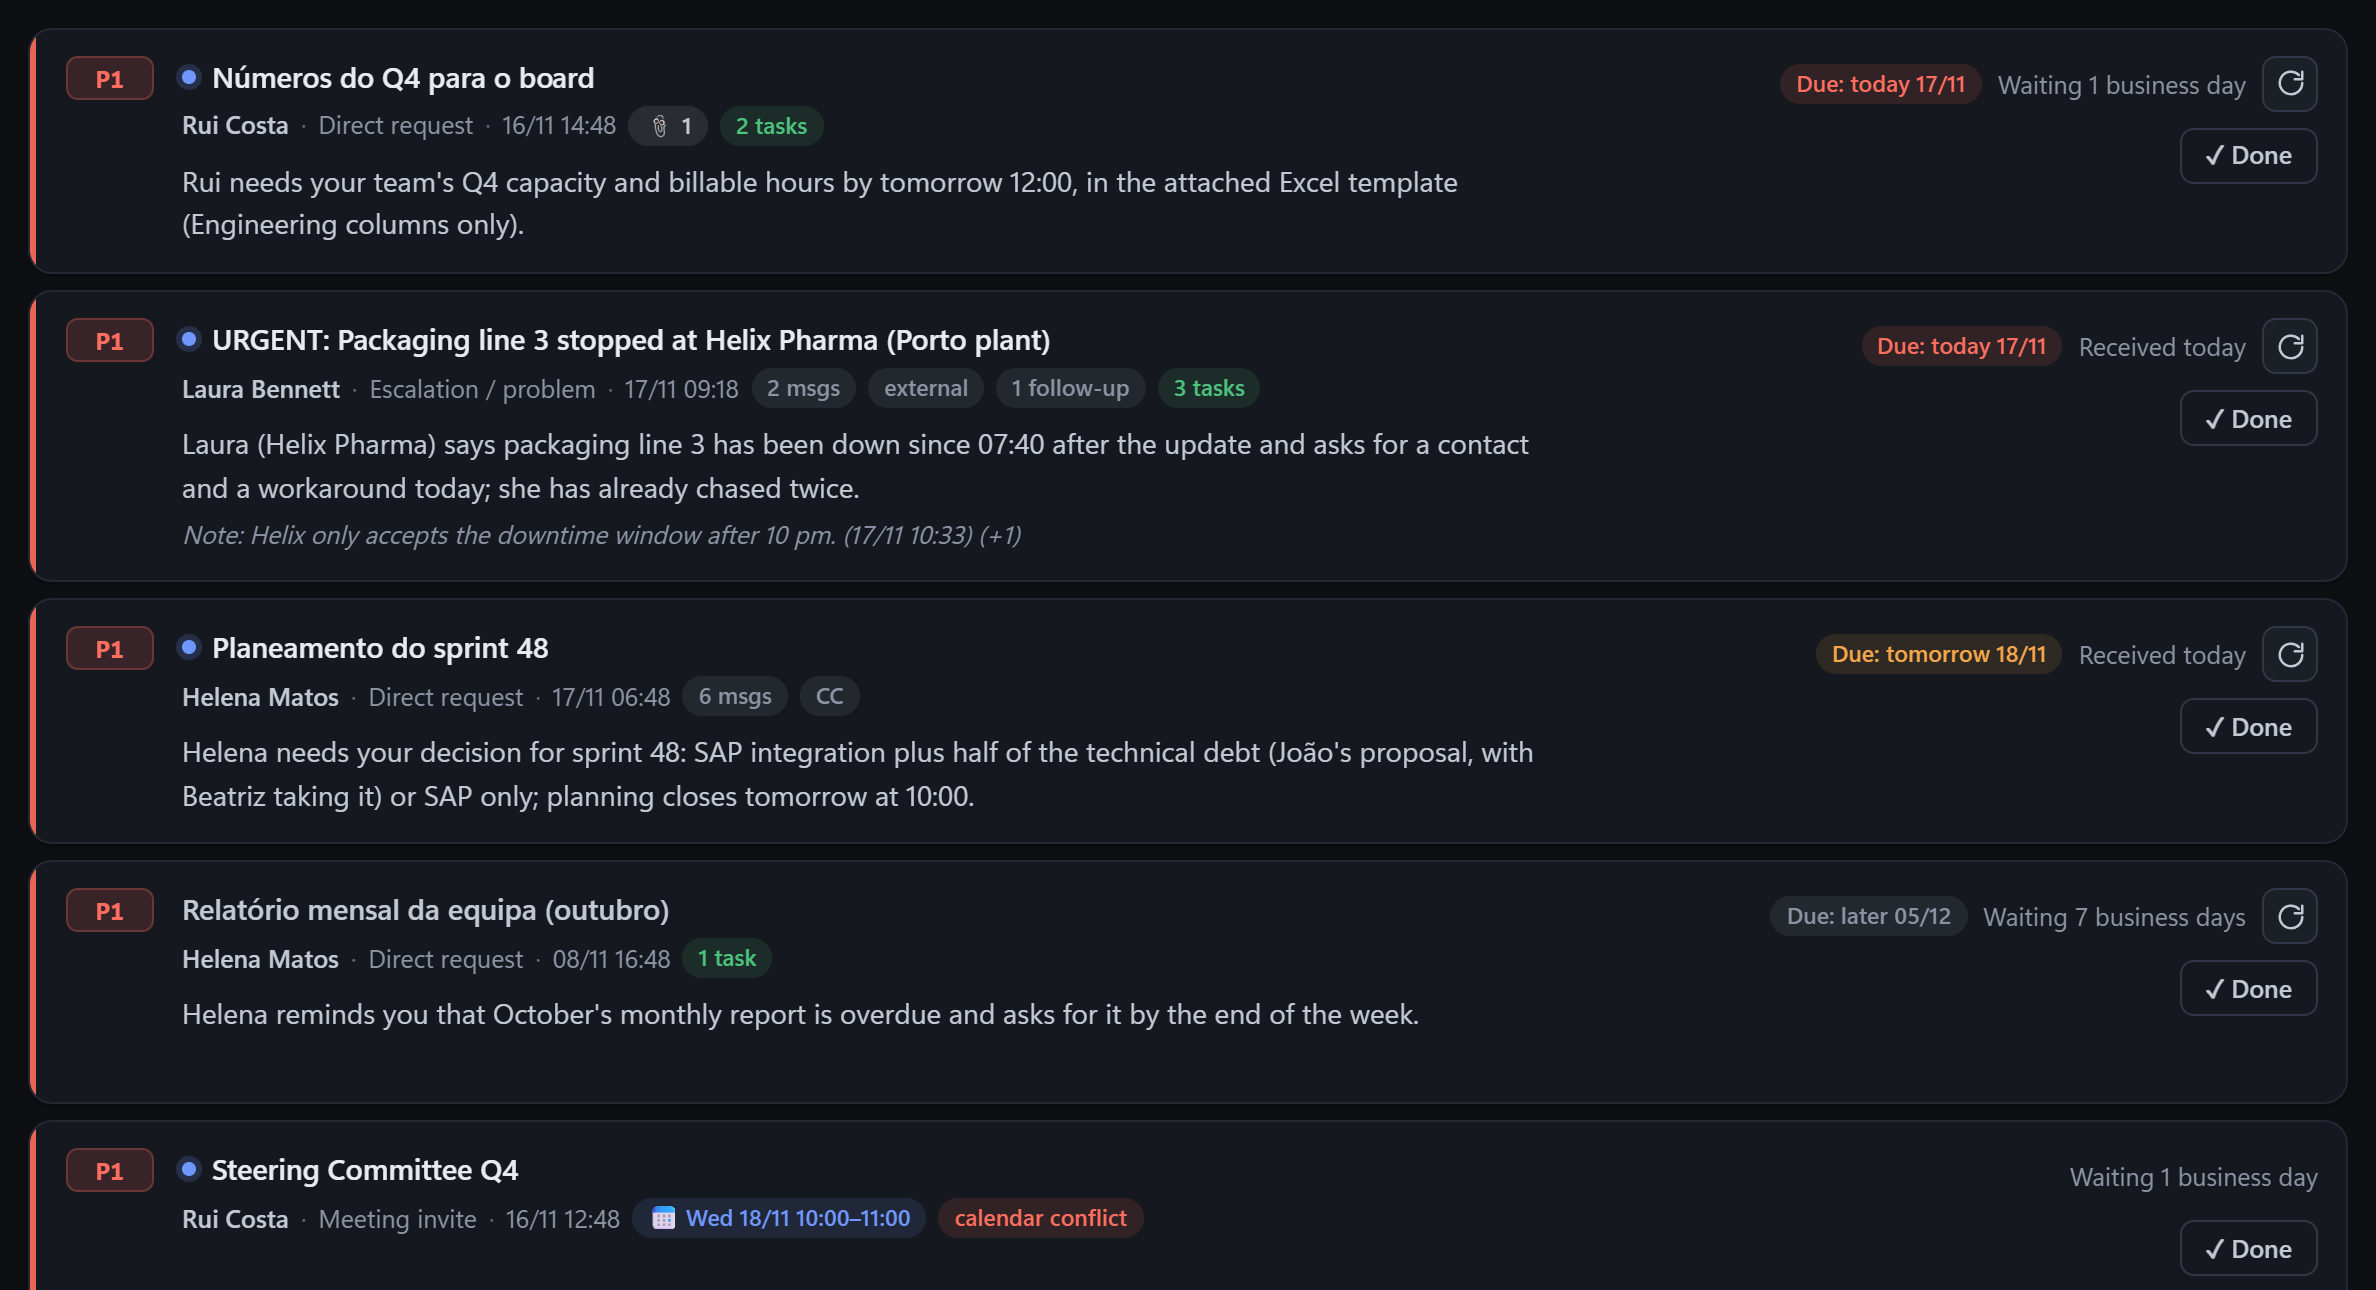 P1 Números do Q4 para o board Due: today 17/11 Waiting 1 business day
Rui Costa · Direct request · 16/11 14:48 1 2 tasks
✓ Done
Rui needs your team's Q4 capacity and billable hours by tomorrow 12:00, in the attached Excel template
(Engineering columns only).
P1 URGENT: Packaging line 3 stopped at Helix Pharma (Porto plant) Due: today 17/11 Received today
Laura Bennett · Escalation / problem · 17/11 09:18 2 msgs external 1 follow-up 3 tasks
✓ Done
Laura (Helix Pharma) says packaging line 3 has been down since 07:40 after the update and asks for a contact
and a workaround today; she has already chased twice.
Note: Helix only accepts the downtime window after 10 pm. (17/11 10:33) (+1)
P1 Planeamento do sprint 48 Due: tomorrow 18/11 Received today
Helena Matos · Direct request · 17/11 06:48 6 msgs CC
✓ Done
Helena needs your decision for sprint 48: SAP integration plus half of the technical debt (João's proposal, with
Beatriz taking it) or SAP only; planning closes tomorrow at 10:00.
P1 Relatório mensal da equipa (outubro) Due: later 05/12 Waiting 7 business days
Helena Matos · Direct request · 08/11 16:48 1 task
✓ Done
Helena reminds you that October's monthly report is overdue and asks for it by the end of the week.
P1 Steering Committee Q4 Waiting 1 business day
Rui Costa · Meeting invite · 16/11 12:48 Wed 18/11 10:00–11:00 calendar conflict
✓ Done